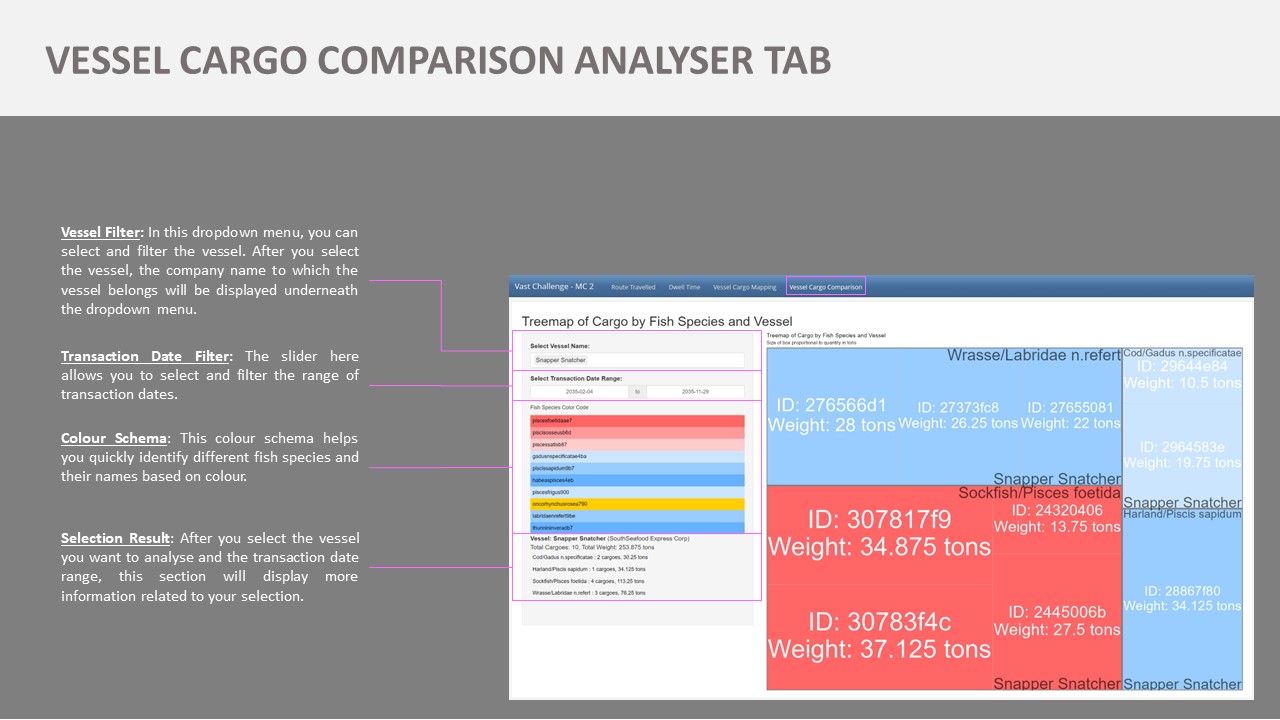 VESSEL CARGO COMPARISON ANALYSER TAB
Vessel Filter: In this dropdown menu, you can
select and filter the vessel. After you select
the vessel, the company name to which the
vessel belongs will be displayed underneath
the dropdown menu.
Transaction Date Filter: The slider here
allows you to select and filter the range of
transaction dates.
Colour Schema: This colour schema helps
you quickly identify different fish species and
their names based on colour.
Selection Result: After you select the vessel
you want to analyse and the transaction date
range, this section will display more
information related to your selection.
Vast Challenge - MC 2 Route Travelled Dwell Time Vessel Cargo Mapping Vessel Cargo Comparison
Treemap of Cargo by Fish Species and Vessel
Select Vessel Name:
Snapper Snatcher
Select Transaction Date Range:
2035-02-04 to 2035-11-29
Fish Species Color Code
piscesfoetidaae7
piscisosseusb6d
piscessatisb87
gadusnspecificatae4ba
piscissapidum9b7
habeaspisces4eb
piscesfrigus900
oncorhynchusrosea790
labridaenrefert9be
thunnininveradb7
Vessel: Snapper Snatcher (SouthSeafood Express Corp)
Total Cargoes: 10, Total Weight: 253.875 tons
Cod/Gadus n.specificatae : 2 cargoes, 30.25 tons
Harland/Piscis sapidum : 1 cargoes, 34.125 tons
Sockfish/Pisces foetida : 4 cargoes, 113.25 tons
Wrasse/Labridae n.refert : 3 cargoes, 76.25 tons
Treemap of Cargo by Fish Species and Vessel
Size of box proportional to quantity in tons
Wrasse/Labridae n.refert
ID: 276566d1
Weight: 28 tons
ID: 27373fc8
Weight: 26.25 tons
ID: 27655081
Weight: 22 tons
Snapper Snatcher
Sockfish/Pisces foetida
ID: 307817f9
Weight: 34.875 tons
ID: 24320406
Weight: 13.75 tons
ID: 30783f4c
Weight: 37.125 tons
ID: 2445006b
Weight: 27.5 tons
Snapper Snatcher
Cod/Gadus n.specificatae
ID: 29644e84
Weight: 10.5 tons
ID: 2964583e
Weight: 19.75 tons
Snapper Snatcher
Harland/Piscis sapidum
ID: 28867f80
Weight: 34.125 tons
Snapper Snatcher